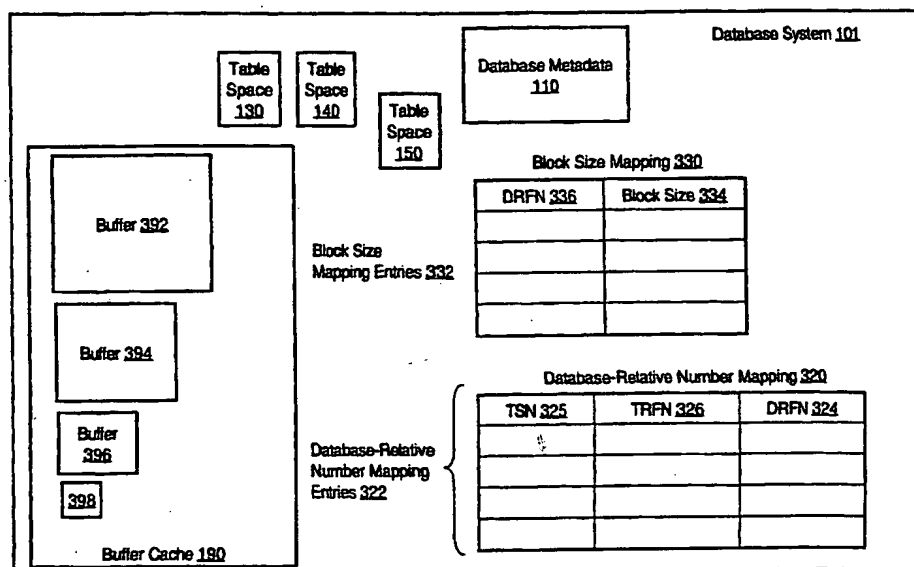 Database System 101
Table
Space
130
Table
Space
140
Database Metadata
110
Table
Space
150
Block Size Mapping 330
DRFN 336
Block Size 334
Buffer 392
Block Size
Mapping Entries 332
Buffer 394
Database-Relative Number Mapping 320
TSN 325
TRFN 326
DRFN 324
Buffer
396
Database-Relative
Number Mapping
Entries 322
398
Buffer Cache 190